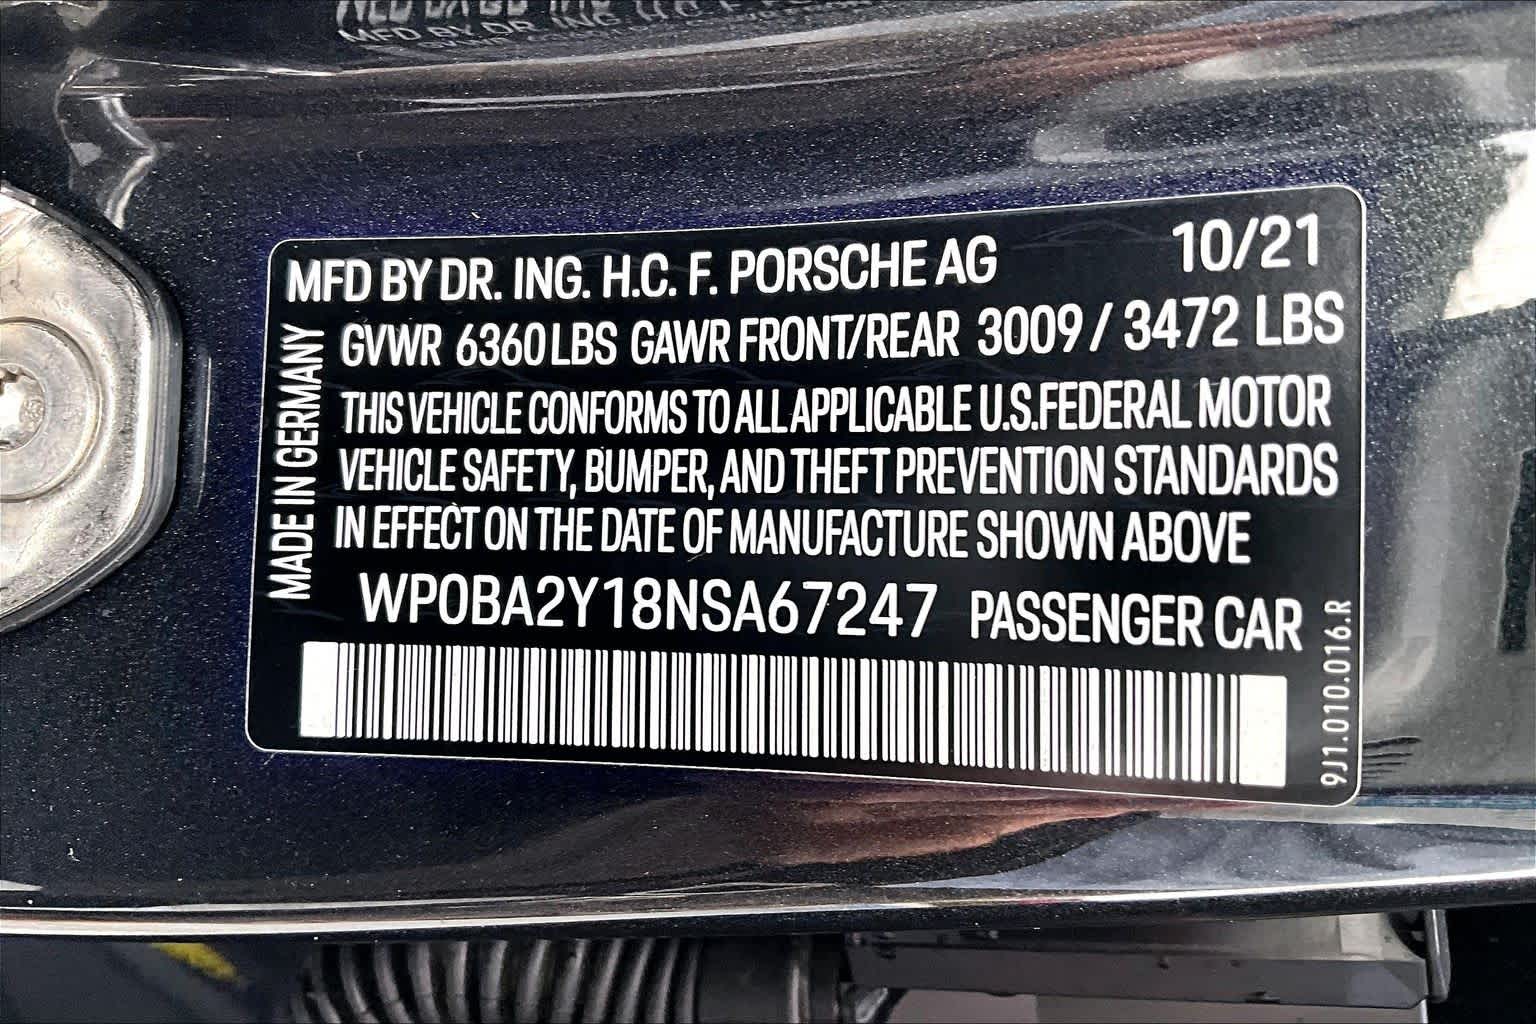 MFD BY DR. ING. H.C. F. PORSCHE AG 10/21
GVWR 6360 LBS GAWR FRONT/REAR 3009 / 3472 LBS
THIS VEHICLE CONFORMS TO ALL APPLICABLE U.S.FEDERAL MOTOR
VEHICLE SAFETY, BUMPER, AND THEFT PREVENTION STANDARDS
IN EFFECT ON THE DATE OF MANUFACTURE SHOWN ABOVE
WP0BA2Y18NSA67247 PASSENGER CAR
MADE IN GERMANY
9J1.010.016.R